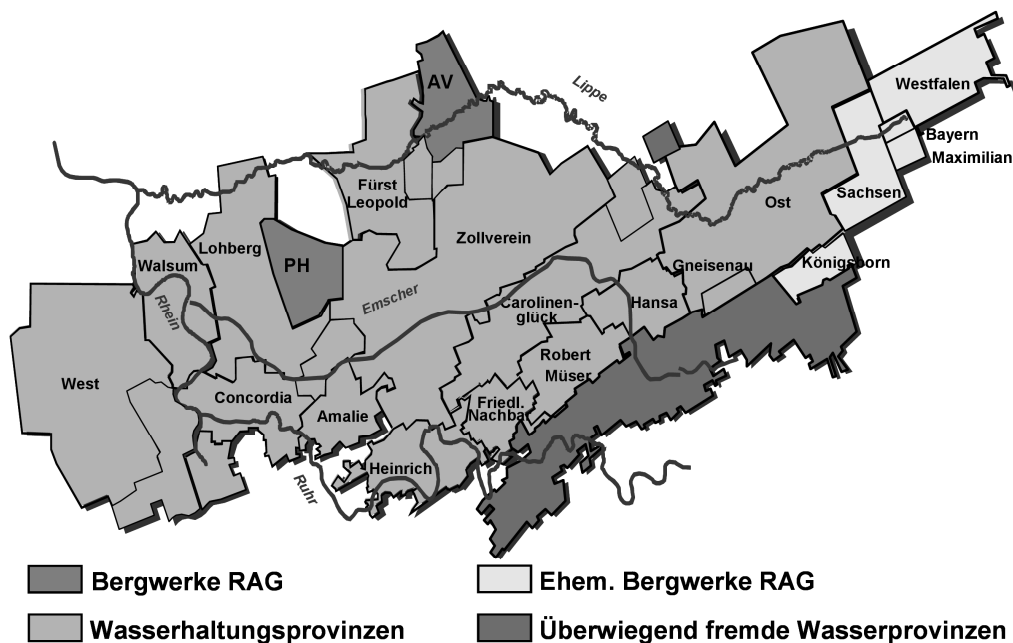 AV
Lippe
Westfalen
Bayern
Maximilian
Fürst
Leopold
Sachsen
Ost
Zollverein
Lohberg
Walsum
PH
Gneisenau
Königsborn
Rhein
Emscher
Carolinen-
glück
Hansa
Robert
Müser
West
Concordia
Amalie
Friedl.
Nachbar
Heinrich
Ruhr
Bergwerke RAG
Ehem. Bergwerke RAG
Wasserhaltungsprovinzen
Überwiegend fremde Wasserprovinzen